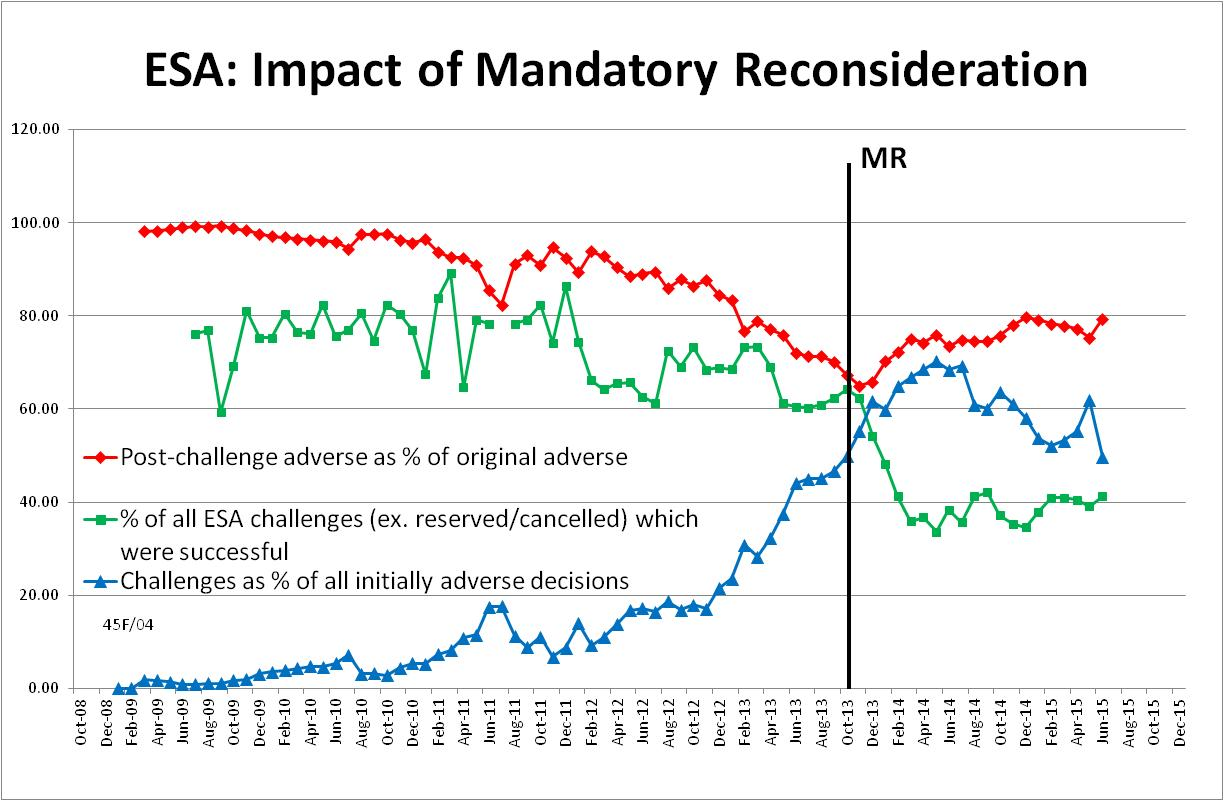 ESA: Impact of Mandatory Reconsideration
120.00
100.00
80.00
60.00
40.00
20.00
0.00
MR
Post-challenge adverse as % of original adverse
% of all ESA challenges (ex. reserved/cancelled) which
were successful
Challenges as % of all initially adverse decisions
45F/04
Oct-08
Dec-08
Feb-09
Apr-09
Jun-09
Aug-09
Oct-09
Dec-09
Feb-10
Apr-10
Jun-10
Aug-10
Oct-10
Dec-10
Feb-11
Apr-11
Jun-11
Aug-11
Oct-11
Dec-11
Feb-12
Apr-12
Jun-12
Aug-12
Oct-12
Dec-12
Feb-13
Apr-13
Jun-13
Aug-13
Oct-13
Dec-13
Feb-14
Apr-14
Jun-14
Aug-14
Oct-14
Dec-14
Feb-15
Apr-15
Jun-15
Aug-15
Oct-15
Dec-15